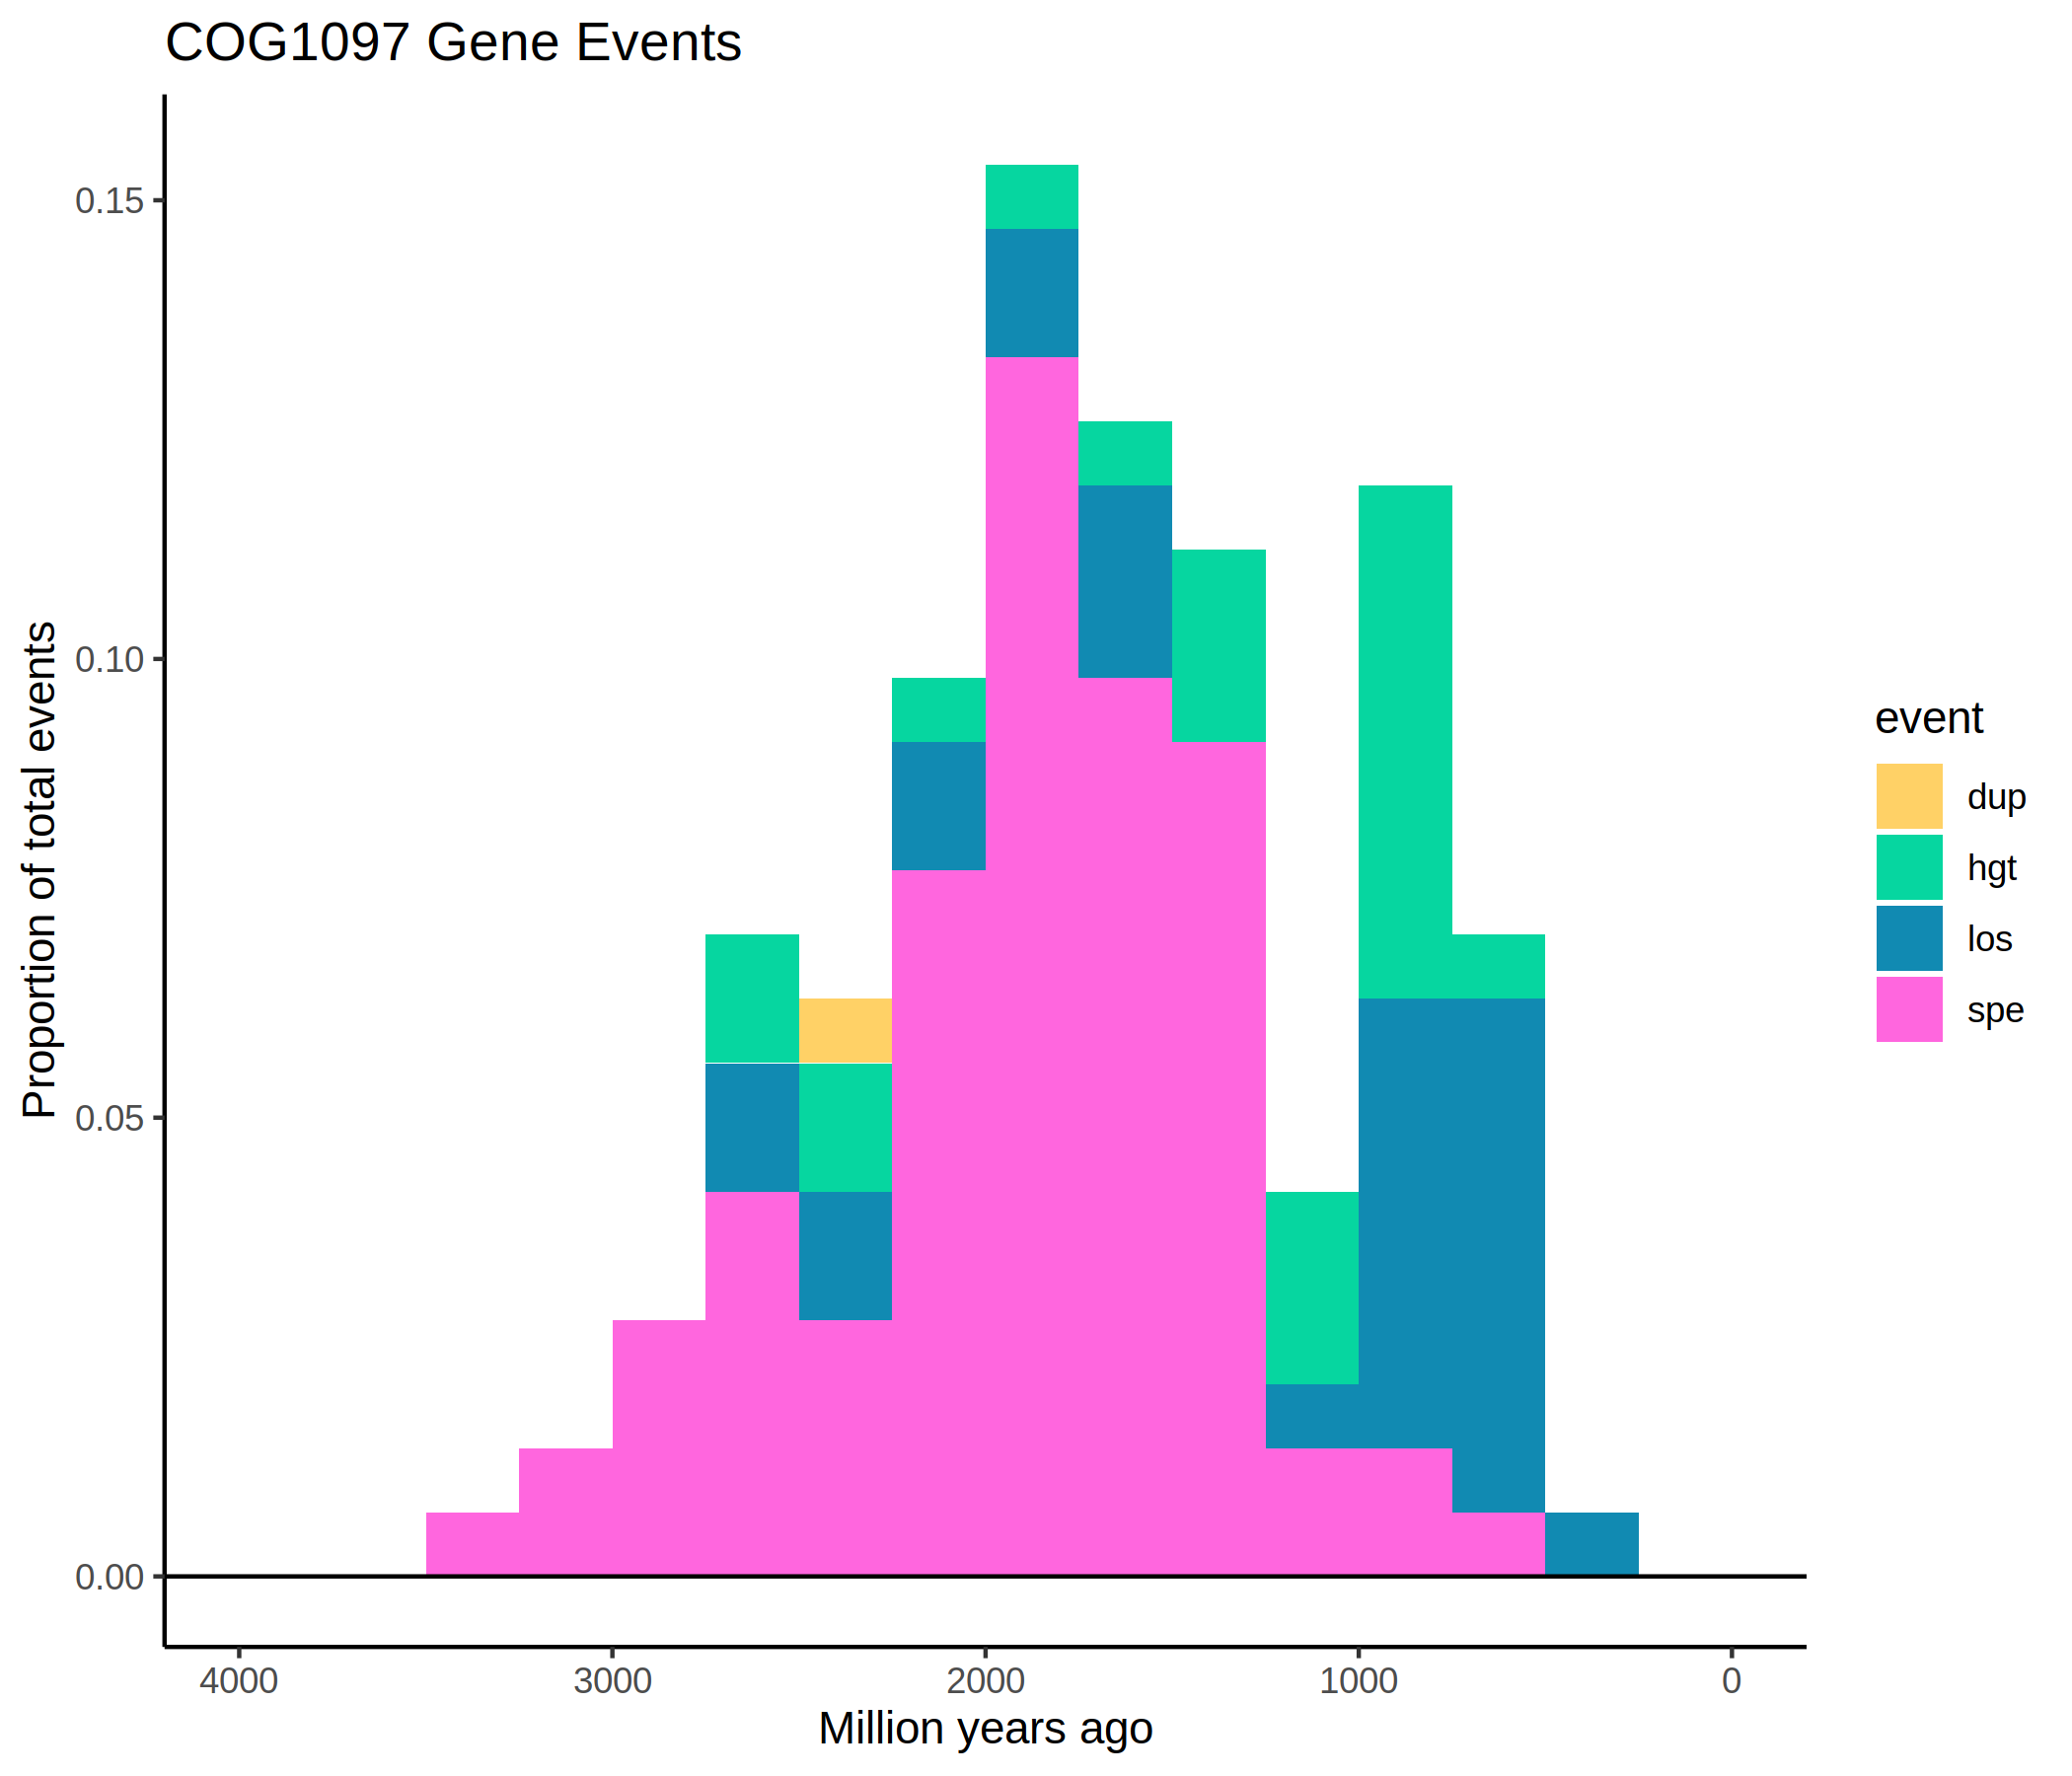 COG1097 Gene Events
Proportion of total events
0.15
0.10
0.05
0.00
4000 3000 2000 1000 0
Million years ago
event
dup
hgt
los
spe